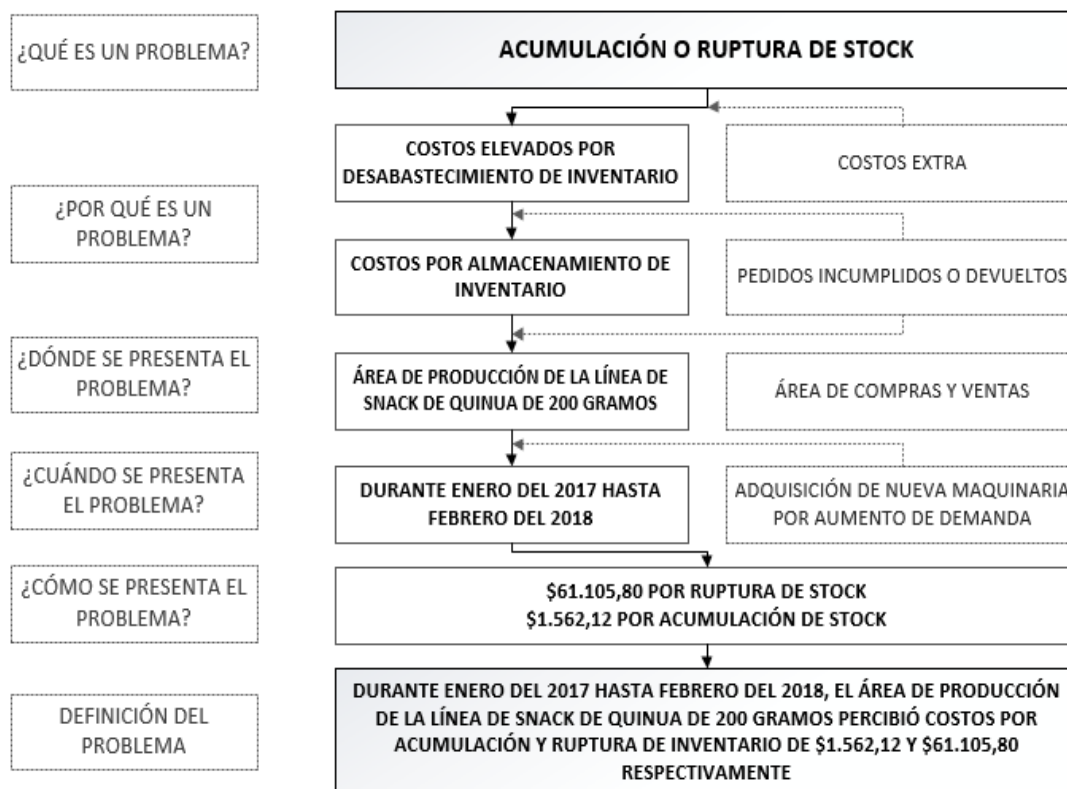 ¿QUÉ ES UN PROBLEMA?
ACUMULACIÓN O RUPTURA DE STOCK
COSTOS ELEVADOS POR
DESABASTECIMIENTO DE INVENTARIO
COSTOS EXTRA
¿POR QUÉ ES UN
PROBLEMA?
COSTOS POR ALMACENAMIENTO DE
INVENTARIO
PEDIDOS INCUMPLIDOS O DEVUELTOS
¿DÓNDE SE PRESENTA EL
PROBLEMA?
ÁREA DE PRODUCCIÓN DE LA LÍNEA DE
SNACK DE QUINUA DE 200 GRAMOS
ÁREA DE COMPRAS Y VENTAS
¿CUÁNDO SE PRESENTA
EL PROBLEMA?
DURANTE ENERO DEL 2017 HASTA
FEBRERO DEL 2018
ADQUISICIÓN DE NUEVA MAQUINARIA
POR AUMENTO DE DEMANDA
¿CÓMO SE PRESENTA EL
PROBLEMA?
$61.105,80 POR RUPTURA DE STOCK
$1.562,12 POR ACUMULACIÓN DE STOCK
DEFINICIÓN DEL
PROBLEMA
DURANTE ENERO DEL 2017 HASTA FEBRERO DEL 2018, EL ÁREA DE PRODUCCIÓN
DE LA LÍNEA DE SNACK DE QUINUA DE 200 GRAMOS PERCIBIÓ COSTOS POR
ACUMULACIÓN Y RUPTURA DE INVENTARIO DE $1.562,12 Y $61.105,80
RESPECTIVAMENTE